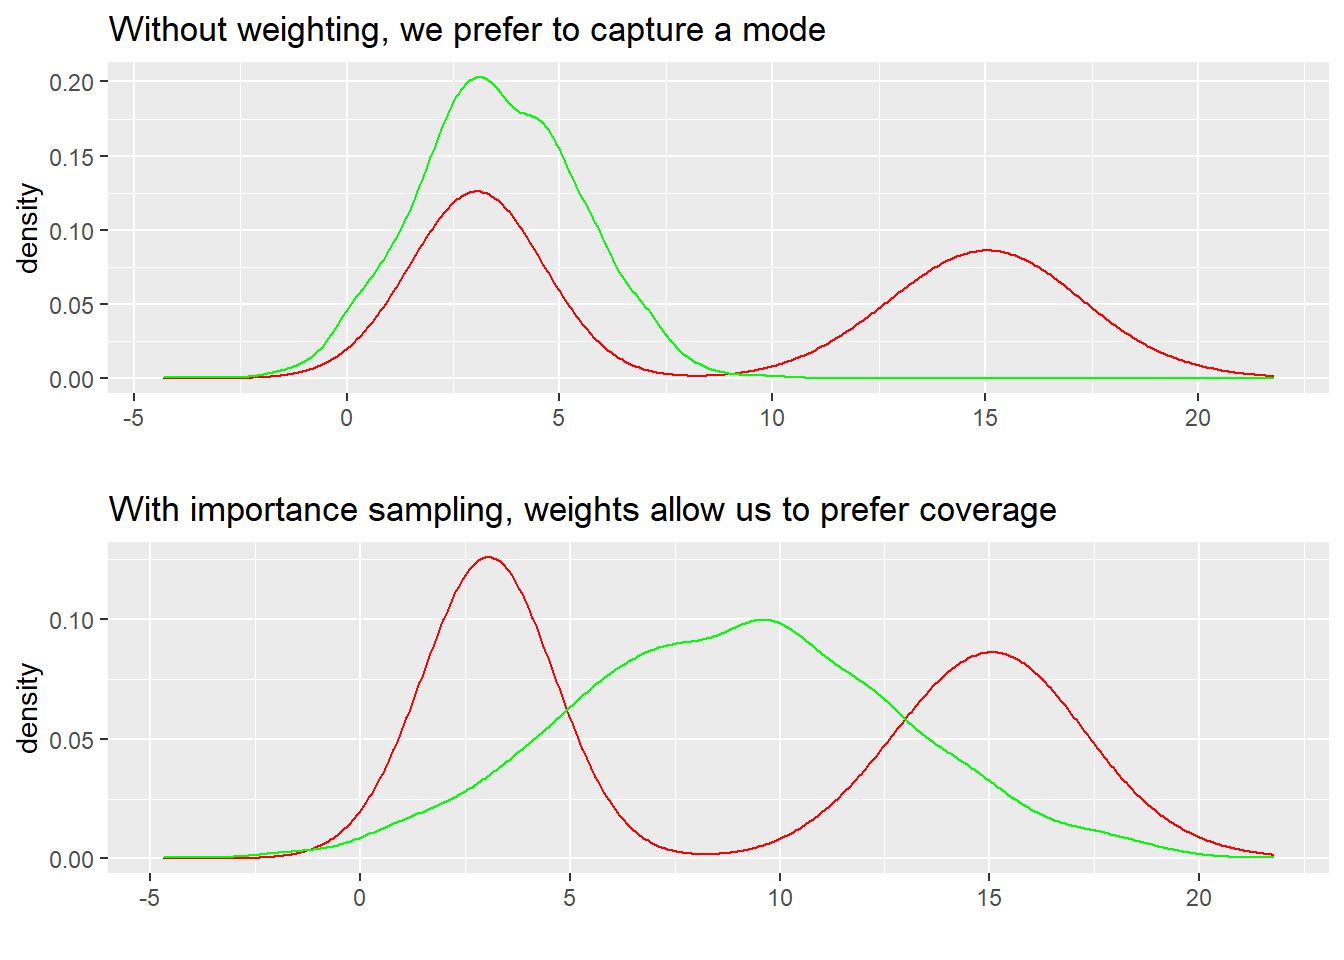 Without weighting, we prefer to capture a mode
0.20
0.15
0.10
0.05
0.00
density
-5 0 5 10 15 20
With importance sampling, weights allow us to prefer coverage
0.10
0.05
0.00
density
-5 0 5 10 15 20